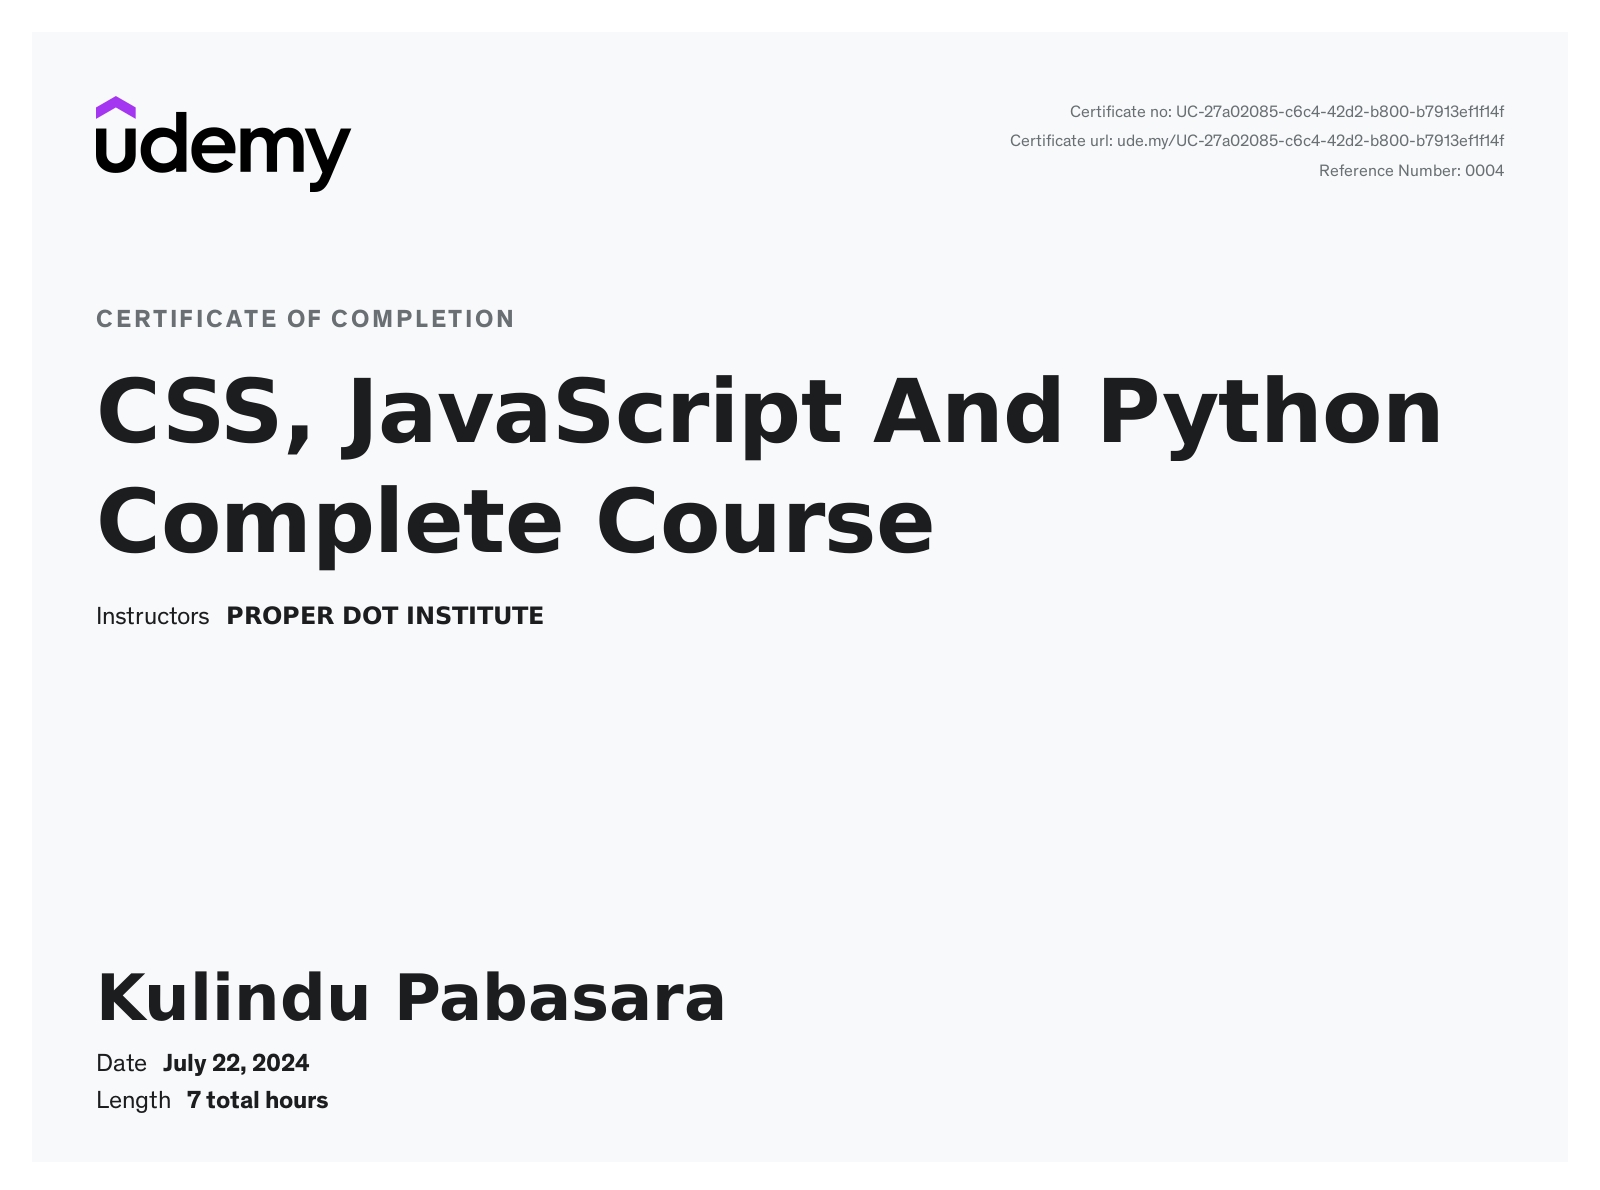 udemy
Certificate no: UC-27a02085-c6c4-42d2-b800-b7913ef1f14f
Certificate url: ude.my/UC-27a02085-c6c4-42d2-b800-b7913ef1f14f
Reference Number: 0004
CERTIFICATE OF COMPLETION
CSS, JavaScript And Python
Complete Course
Instructors PROPER DOT INSTITUTE
Kulindu Pabasara
Date July 22, 2024
Length 7 total hours